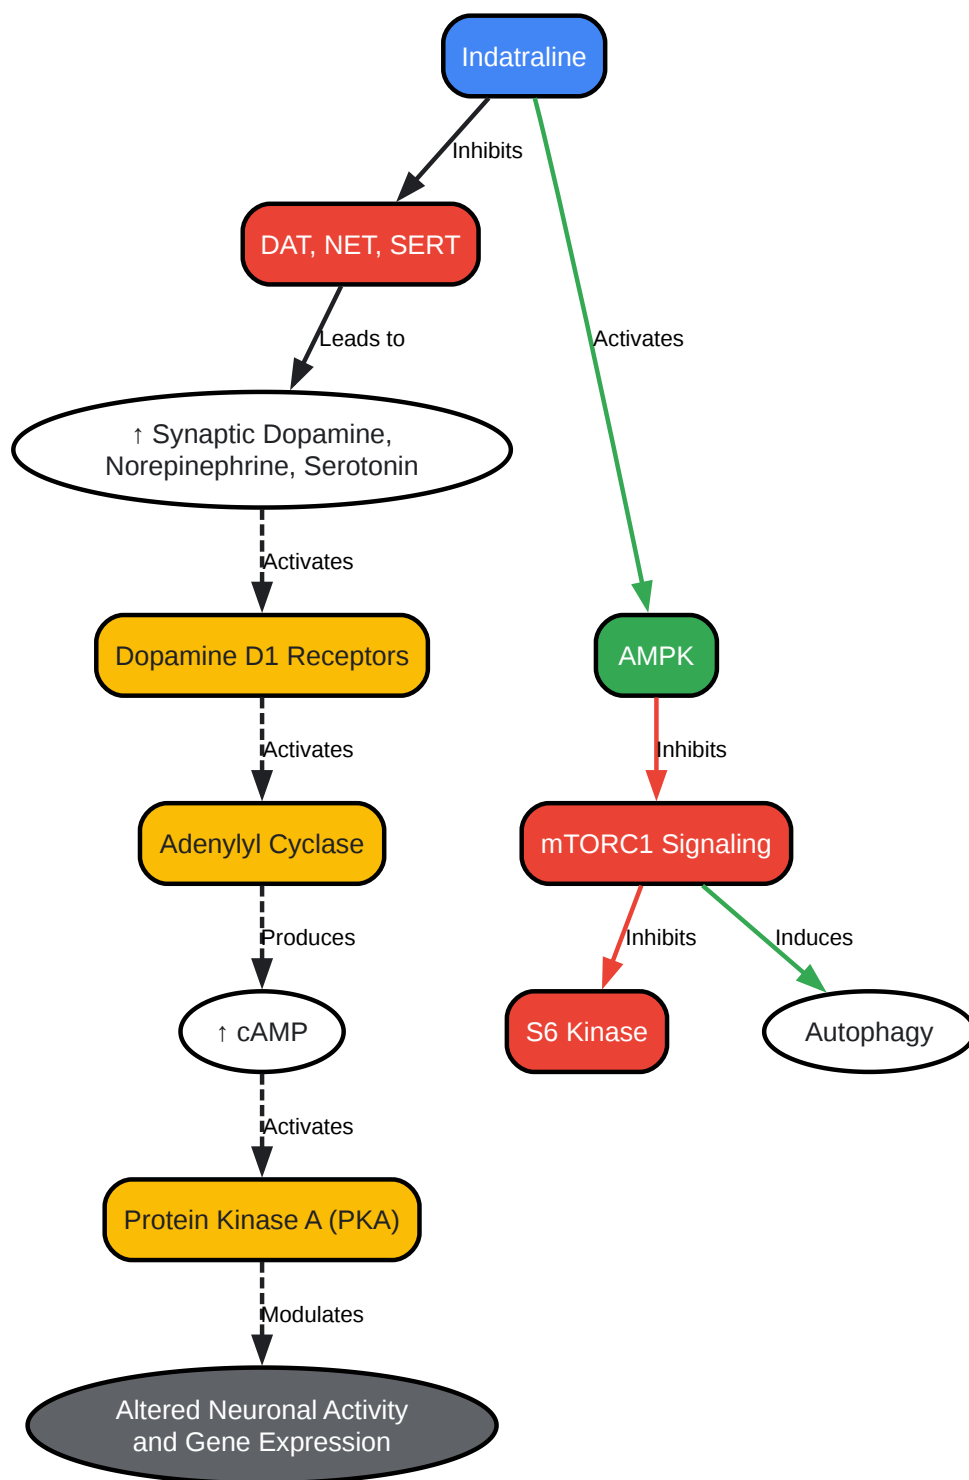 Indatraline
Inhibits
DAT, NET, SERT
Leads to
Activates
↑ Synaptic Dopamine,
Norepinephrine, Serotonin
Activates
Dopamine D1 Receptors
AMPK
Activates
Inhibits
Adenylyl Cyclase
mTORC1 Signaling
Produces
Inhibits
Induces
↑ cAMP
S6 Kinase
Autophagy
Activates
Protein Kinase A (PKA)
Modulates
Altered Neuronal Activity
and Gene Expression